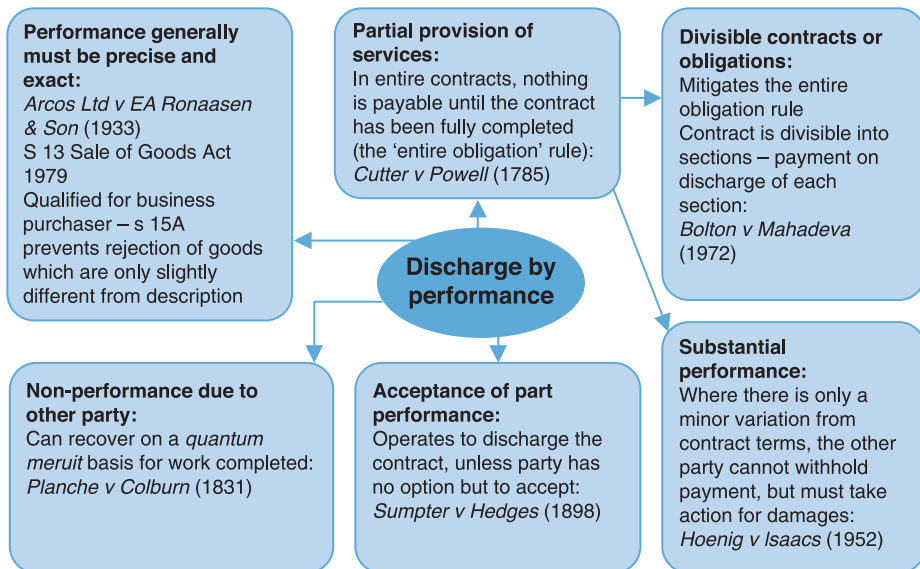 Performance generally
must be precise and
exact:
Arcos Ltd v EA Ronaasen
& Son (1933)
S 13 Sale of Goods Act
1979
Qualified for business
purchaser – s 15A
prevents rejection of goods
which are only slightly
different from description
Partial provision of
services:
In entire contracts, nothing
is payable until the contract
has been fully completed
(the ‘entire obligation’ rule):
Cutter v Powell (1785)
Divisible contracts or
obligations:
Mitigates the entire
obligation rule
Contract is divisible into
sections – payment on
discharge of each
section:
Bolton v Mahadeva
(1972)
Discharge by
performance
Non-performance due to
other party:
Can recover on a quantum
meruit basis for work completed:
Planche v Colburn (1831)
Acceptance of part
performance:
Operates to discharge the
contract, unless party has
no option but to accept:
Sumpter v Hedges (1898)
Substantial
performance:
Where there is only a
minor variation from
contract terms, the other
party cannot withhold
payment, but must take
action for damages:
Hoenig v Isaacs (1952)